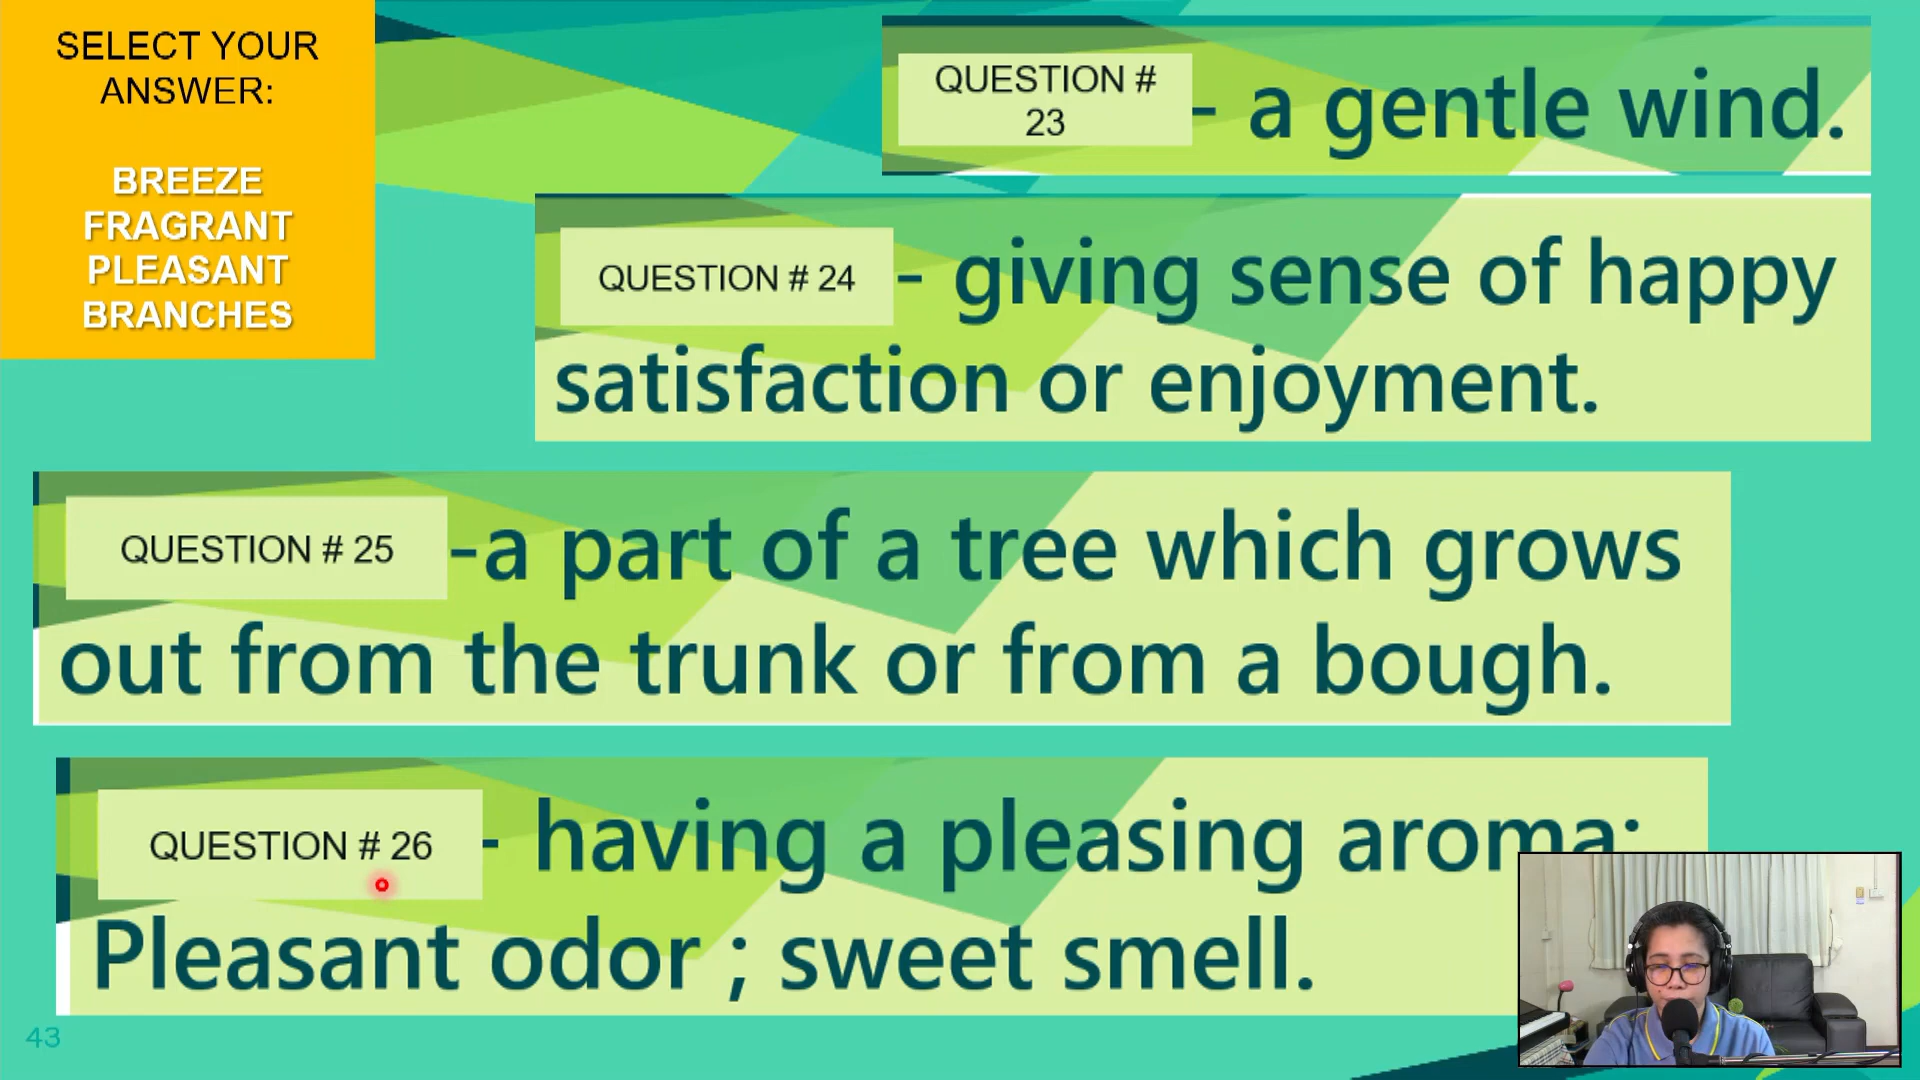 SELECT YOUR
ANSWER:
BREEZE
FRAGRANT
PLEASANT
BRANCHES
QUESTION #
23
- a gentle wind.
QUESTION # 24
- giving sense of happy
satisfaction or enjoyment.
QUESTION # 25
-a part of a tree which grows
out from the trunk or from a bough.
QUESTION # 26
- having a pleasing aroma;
Pleasant odor ; sweet smell.
43